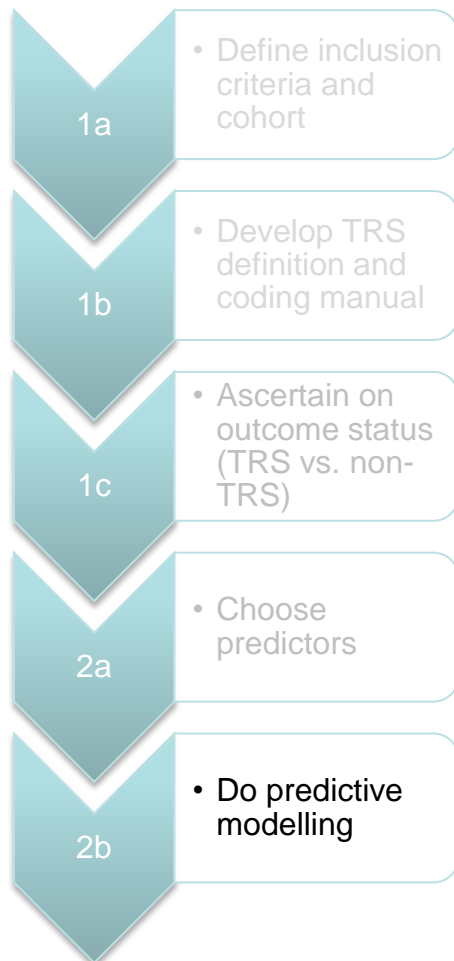 1a
• Define inclusion
criteria and
cohort
1b
• Develop TRS
definition and
coding manual
1c
• Ascertain on
outcome status
(TRS vs. non-
TRS)
2a
• Choose
predictors
2b
• Do predictive
modelling